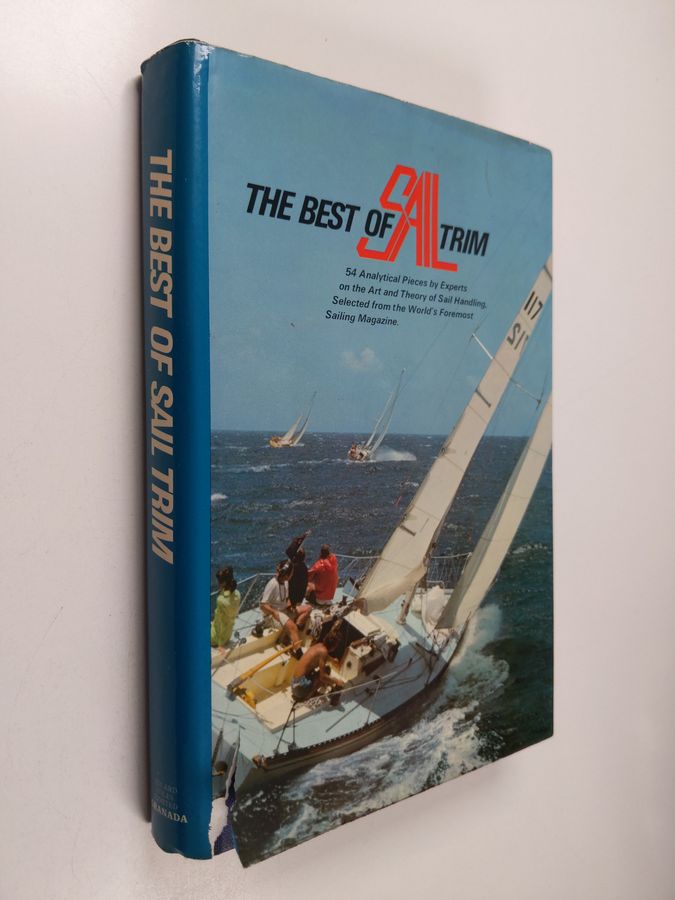 THE BEST OF SAIL TRIM
54 Analytical Pieces by Experts
on the Art and Theory of Sail Handling,
Selected from the World's Foremost
Sailing Magazine.
117
12
THE BEST OF SAIL TRIM